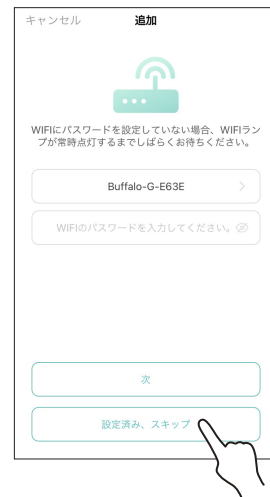 キャンセル 追加
WIFIにパスワードを設定していない場合、WIFIラン
プが常時点灯するまでしばらくお待ちください。
Buffalo-G-E63E
WIFIのパスワードを入力してください。
次
設定済み、スキップ